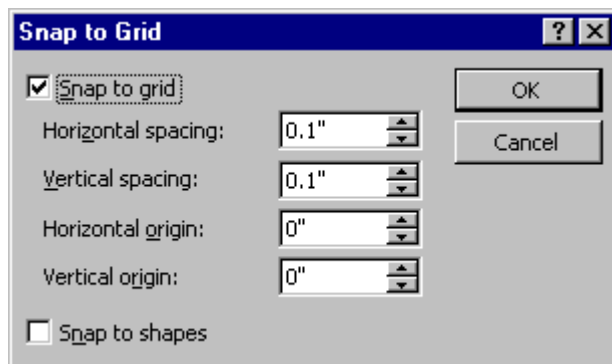 Snap to Grid
Snap to grid
OK
Horizontal spacing: 0.1"
Cancel
Vertical spacing: 0.1"
Horizontal origin: 0"
Vertical origin: 0"
Snap to shapes